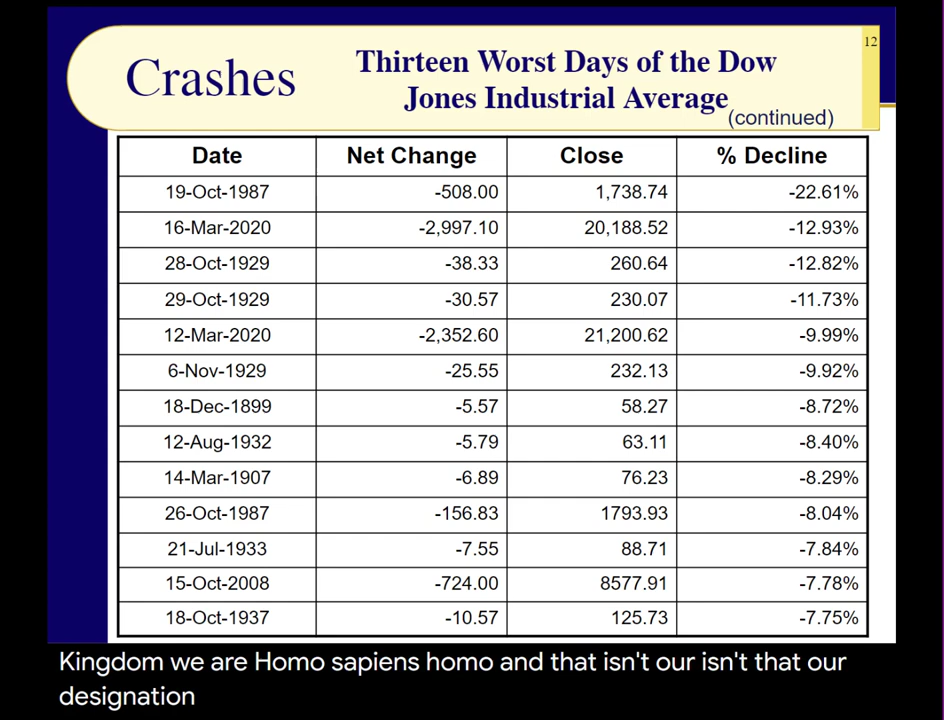 12
Crashes
Thirteen Worst Days of the Dow
Jones Industrial Average
(continued)
Date Net Change Close % Decline
19-Oct-1987 -508.00 1,738.74 -22.61%
16-Mar-2020 -2,997.10 20,188.52 -12.93%
28-Oct-1929 -38.33 260.64 -12.82%
29-Oct-1929 -30.57 230.07 -11.73%
12-Mar-2020 -2,352.60 21,200.62 -9.99%
6-Nov-1929 -25.55 232.13 -9.92%
18-Dec-1899 -5.57 58.27 -8.72%
12-Aug-1932 -5.79 63.11 -8.40%
14-Mar-1907 -6.89 76.23 -8.29%
26-Oct-1987 -156.83 1793.93 -8.04%
21-Jul-1933 -7.55 88.71 -7.84%
15-Oct-2008 -724.00 8577.91 -7.78%
18-Oct-1937 -10.57 125.73 -7.75%
Kingdom we are Homo sapiens homo and that isn't our isn't that our
designation